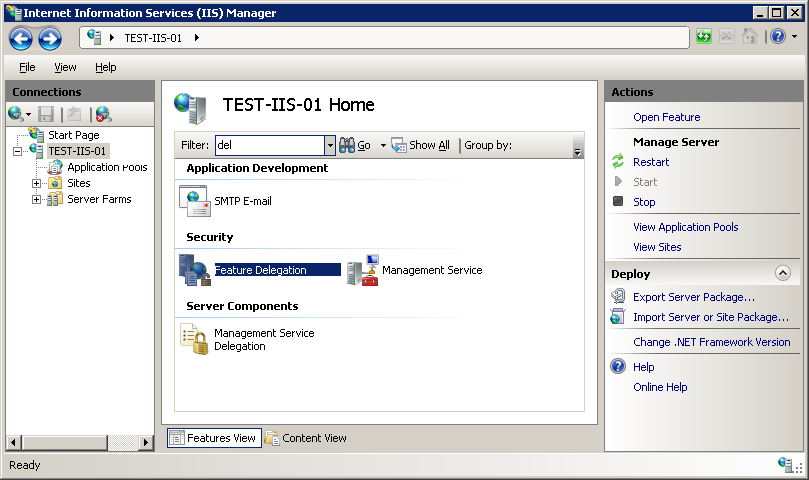 Internet Information Services (IIS) Manager
TEST-IIS-01
File View Help
Connections
Start Page
TEST-IIS-01
Application Pools
Sites
Server Farms
TEST-IIS-01 Home
Filter: del Go Show All Group by:
Application Development
SMTP E-mail
Security
Feature Delegation Management Service
Server Components
Management Service
Delegation
Features View Content View
Actions
Open Feature
Manage Server
Restart
Start
Stop
View Application Pools
View Sites
Deploy
Export Server Package...
Import Server or Site Package...
Change .NET Framework Version
Help
Online Help
Ready